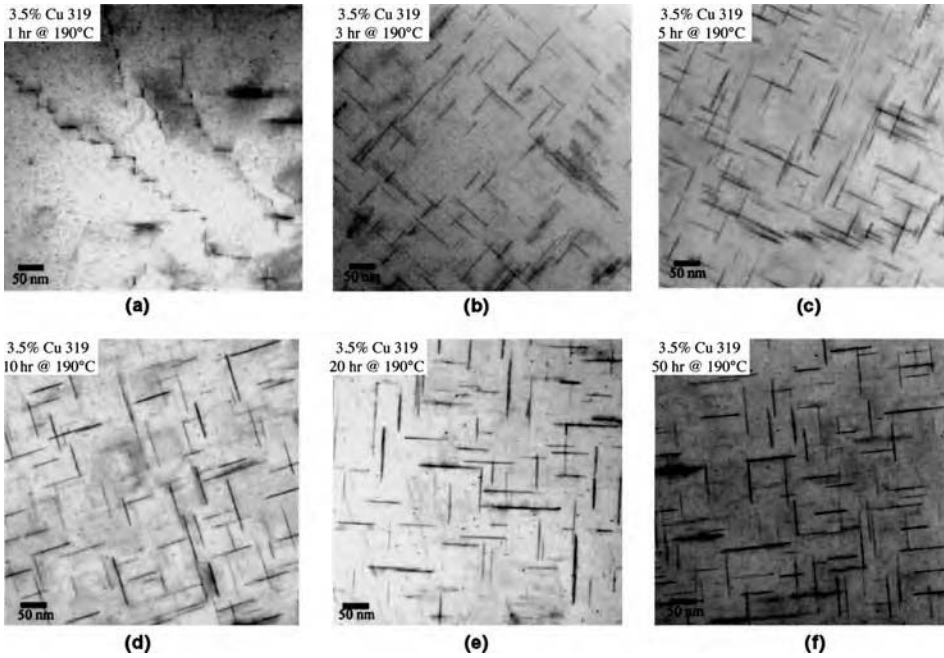 3.5% Cu 319
1 hr @ 190°C
50 nm
(a)
3.5% Cu 319
3 hr @ 190°C
50 nm
(b)
3.5% Cu 319
5 hr @ 190°C
50 nm
(c)
3.5% Cu 319
10 hr @ 190°C
50 nm
(d)
3.5% Cu 319
20 hr @ 190°C
50 nm
(e)
3.5% Cu 319
50 hr @ 190°C
50 nm
(f)